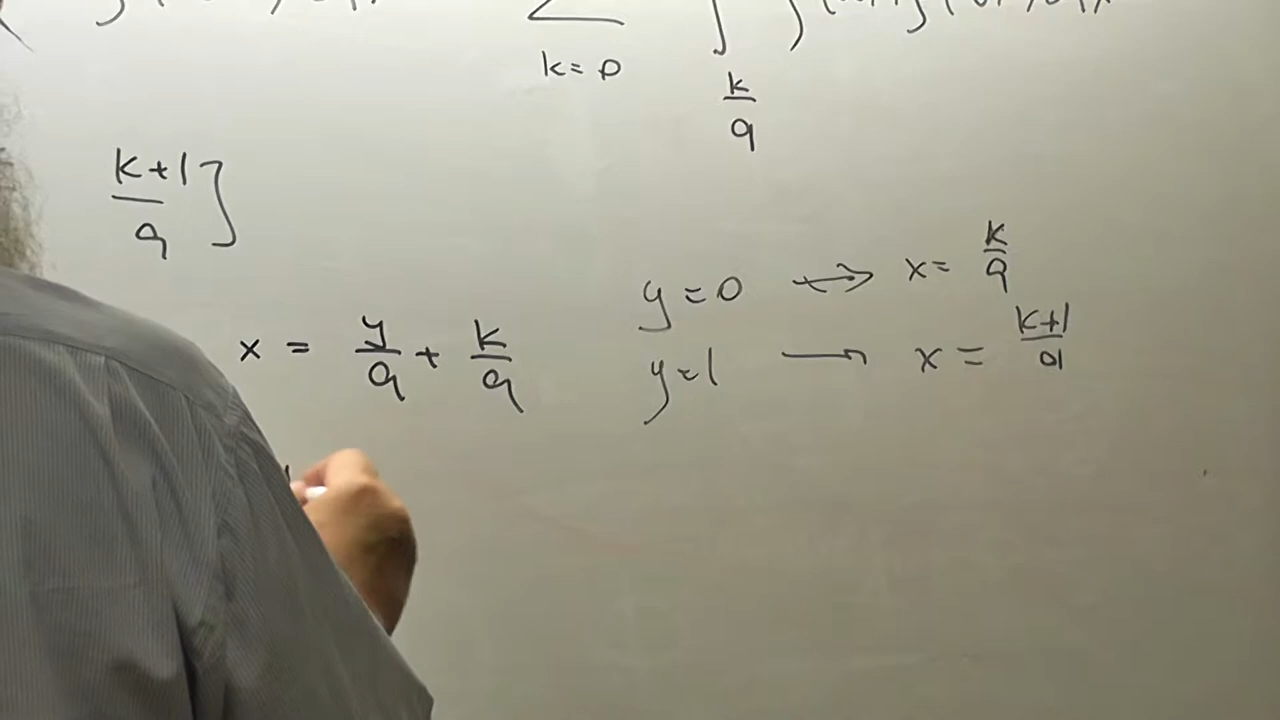 k = 0
k/q
k+1/q ]
x = y/q + k/q
y = 0 ↔ x = k/q
y = 1 → x = k+1/q